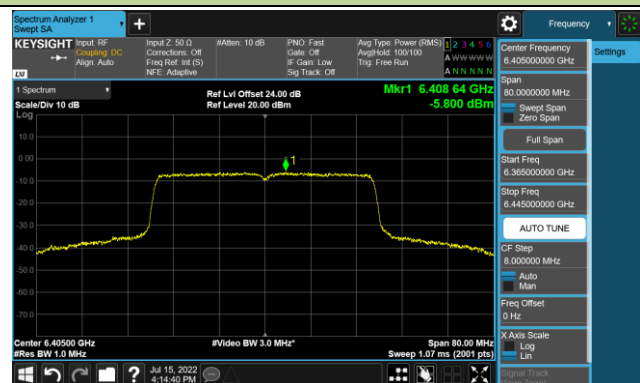 Spectrum Analyzer 1
Swept SA
Frequency
KEYSIGHT
Input: RF
Coupling: DC
Align: Auto
Input Z: 50 Ω
Corrections: Off
Freq Ref: Int (S)
NFE: Adaptive
#Atten: 10 dB
PNO: Fast
Gate: Off
IF Gain: Low
Sig Track: Off
Avg Type: Power (RMS)
Avg|Hold: 100/100
Trig: Free Run
1 2 3 4 5 6
A W W W W W
A N N N N N
LXI
Center Frequency
6.405000000 GHz
Settings
Span
80.0000000 MHz
Swept Span
Zero Span
Full Span
Start Freq
6.365000000 GHz
Stop Freq
6.445000000 GHz
AUTO TUNE
CF Step
8.000000 MHz
Auto
Man
Freq Offset
0 Hz
X Axis Scale
Log
Lin
Signal Track
1 Spectrum
Scale/Div 10 dB
Log
Ref Lvl Offset 24.00 dB
Ref Level 20.00 dBm
Mkr1 6.408 64 GHz
-5.800 dBm
10.0
0.00
-10.0
-20.0
-30.0
-40.0
-50.0
-60.0
-70.0
1
Center 6.40500 GHz
#Res BW 1.0 MHz
#Video BW 3.0 MHz*
Span 80.00 MHz
Sweep 1.07 ms (2001 pts)
Jul 15, 2022
4:14:40 PM